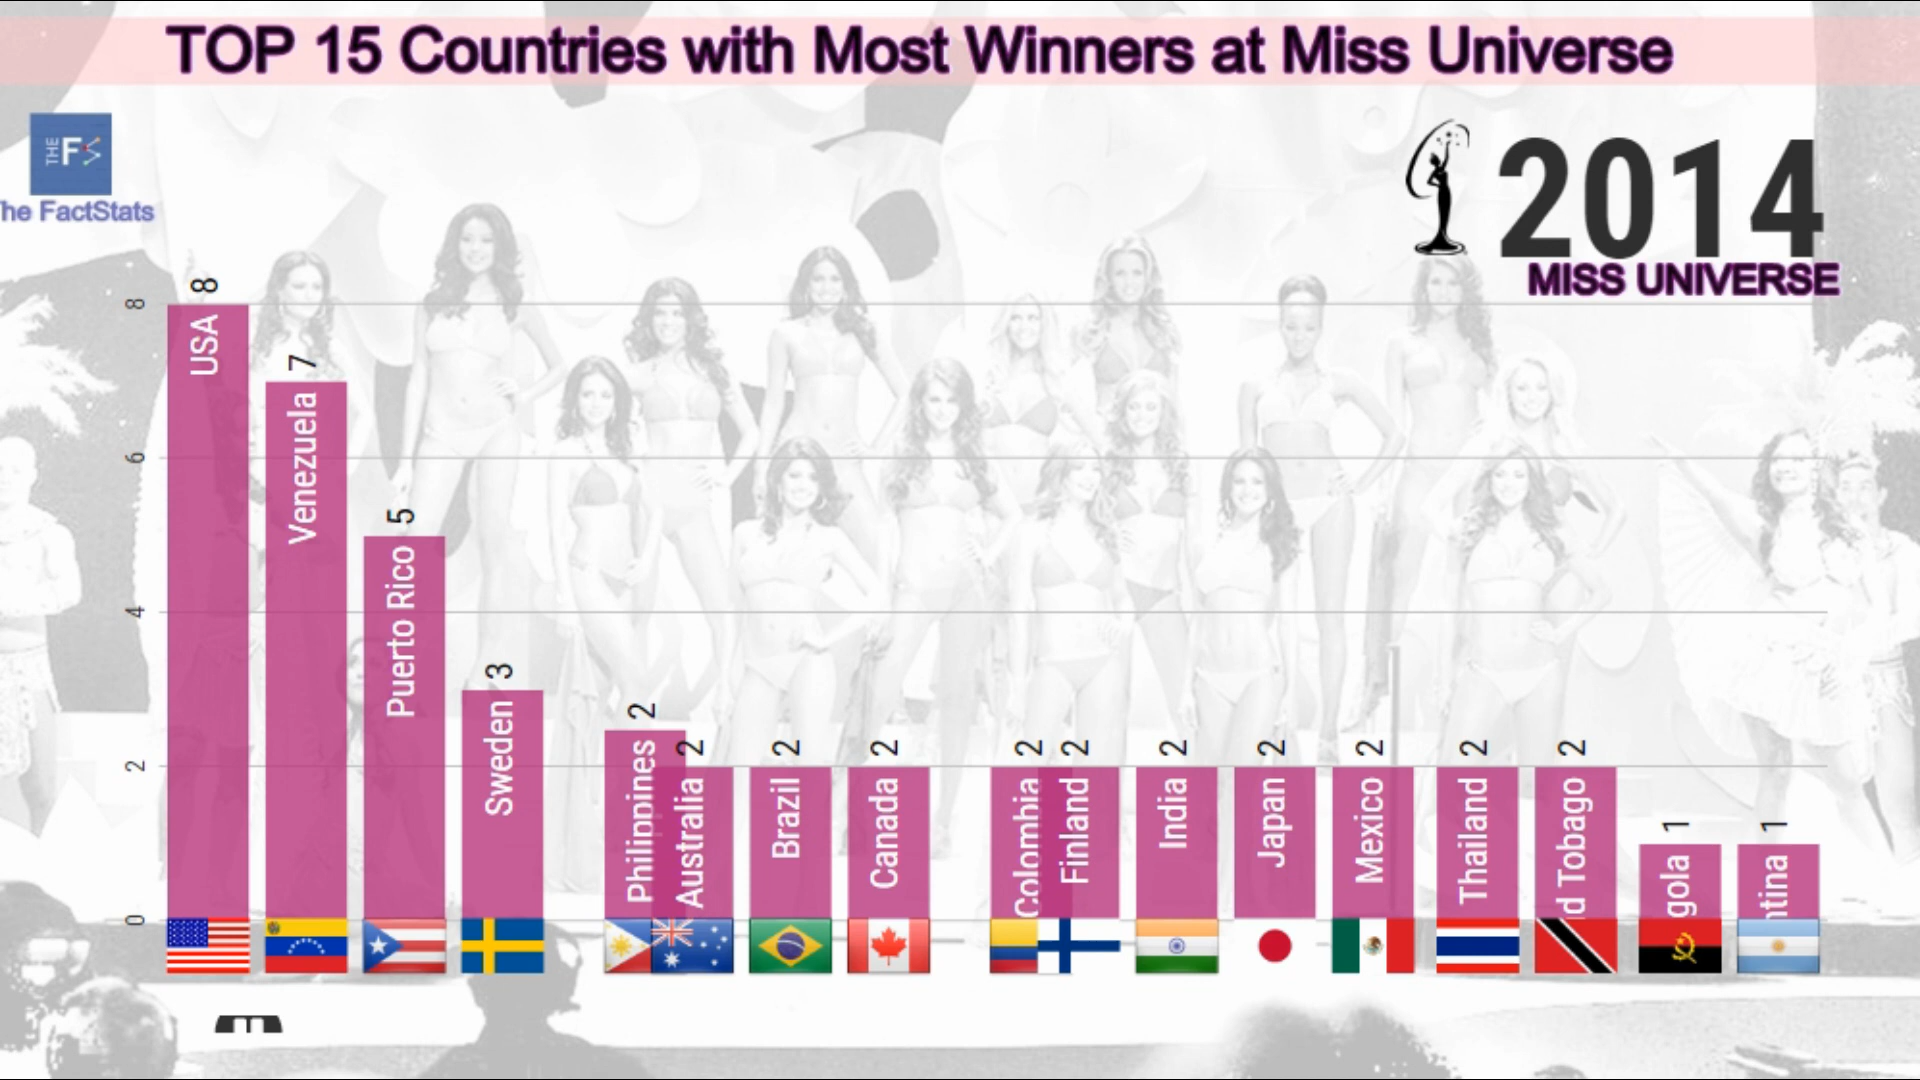 TOP 15 Countries with Most Winners at Miss Universe
THE FS
The FactStats
2014
MISS UNIVERSE
8
6
4
2
0
USA 8
Venezuela 7
Puerto Rico 5
Sweden 3
Philippines 2
Australia 2
Brazil 2
Canada 2
Colombia 2
Finland 2
India 2
Japan 2
Mexico 2
Thailand 2
d Tobago 2
gola 1
ntina 1